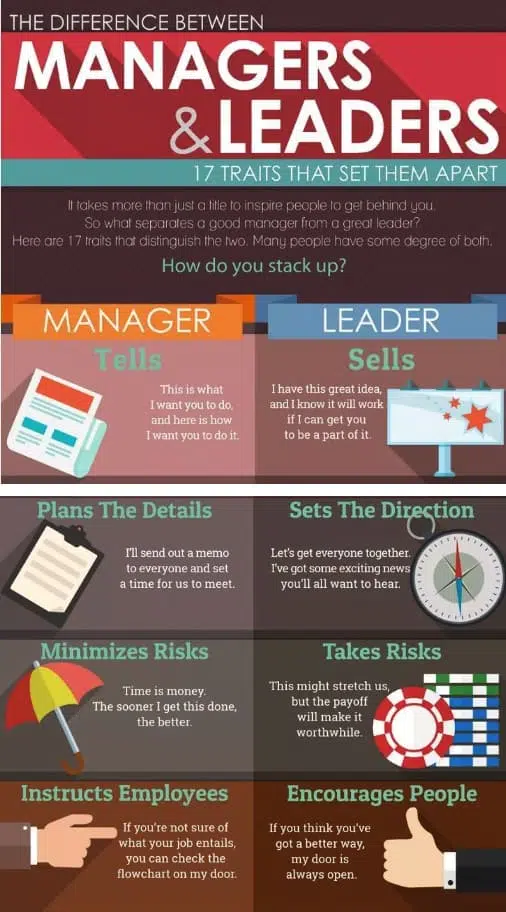 THE DIFFERENCE BETWEEN
MANAGERS
& LEADERS
17 TRAITS THAT SET THEM APART
It takes more than just a title to inspire people to get behind you.
So what separates a good manager from a great leader?
Here are 17 traits that distinguish the two. Many people have some degree of both.
How do you stack up?
MANAGER
LEADER
Tells
This is what
I want you to do,
and here is how
I want you to do it.
Sells
I have this great idea,
and I know it will work
if I can get you
to be a part of it.
Plans The Details
I'll send out a memo
to everyone and set
a time for us to meet.
Sets The Direction
Let's get everyone together.
I've got some exciting news
you'll all want to hear.
Minimizes Risks
Time is money.
The sooner I get this done,
the better.
Takes Risks
This might stretch us,
but the payoff
will make it
worthwhile.
Instructs Employees
If you're not sure of
what your job entails,
you can check the
flowchart on my door.
Encourages People
If you think you've
got a better way,
my door is
always open.